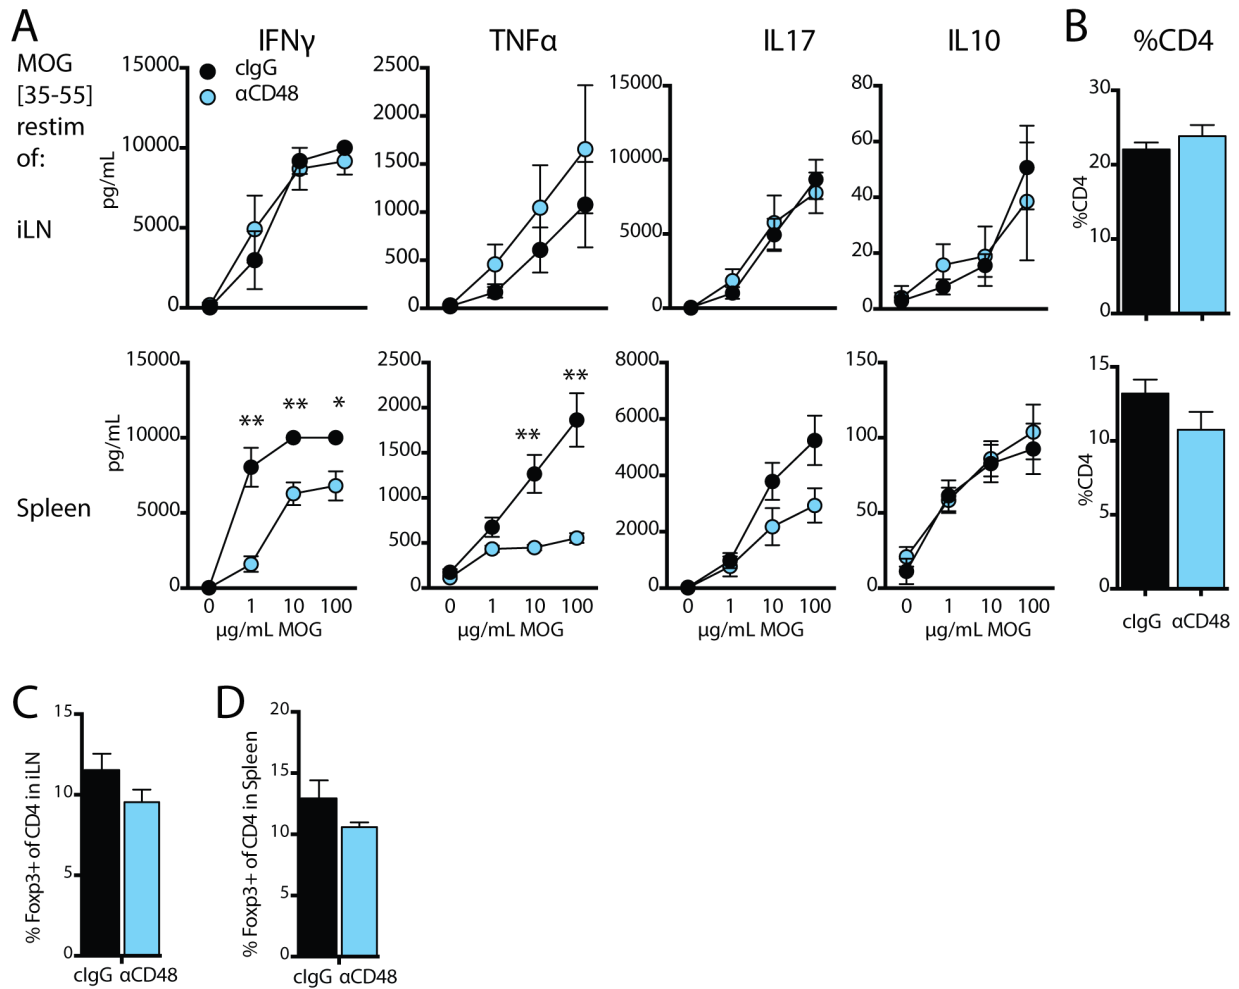 A
IFNγ
TNFα
IL17
IL10
B
%CD4
MOG
[35-55]
restim
of:
iLN
cIgG
αCD48
pg/mL
15000
10000
5000
0
2500
2000
1500
1000
500
0
15000
10000
5000
0
80
60
40
20
0
%CD4
30
20
10
0
Spleen
pg/mL
15000
10000
5000
0
** ** *
0 1 10 100
µg/mL MOG
2500
2000
1500
1000
500
0
** **
0 1 10 100
µg/mL MOG
8000
6000
4000
2000
0
0 1 10 100
µg/mL MOG
150
100
50
0
0 1 10 100
µg/mL MOG
%CD4
15
10
5
0
cIgG αCD48
C
% Foxp3+ of CD4 in iLN
15
10
5
0
cIgG αCD48
D
% Foxp3+ of CD4 in Spleen
20
15
10
5
0
cIgG αCD48